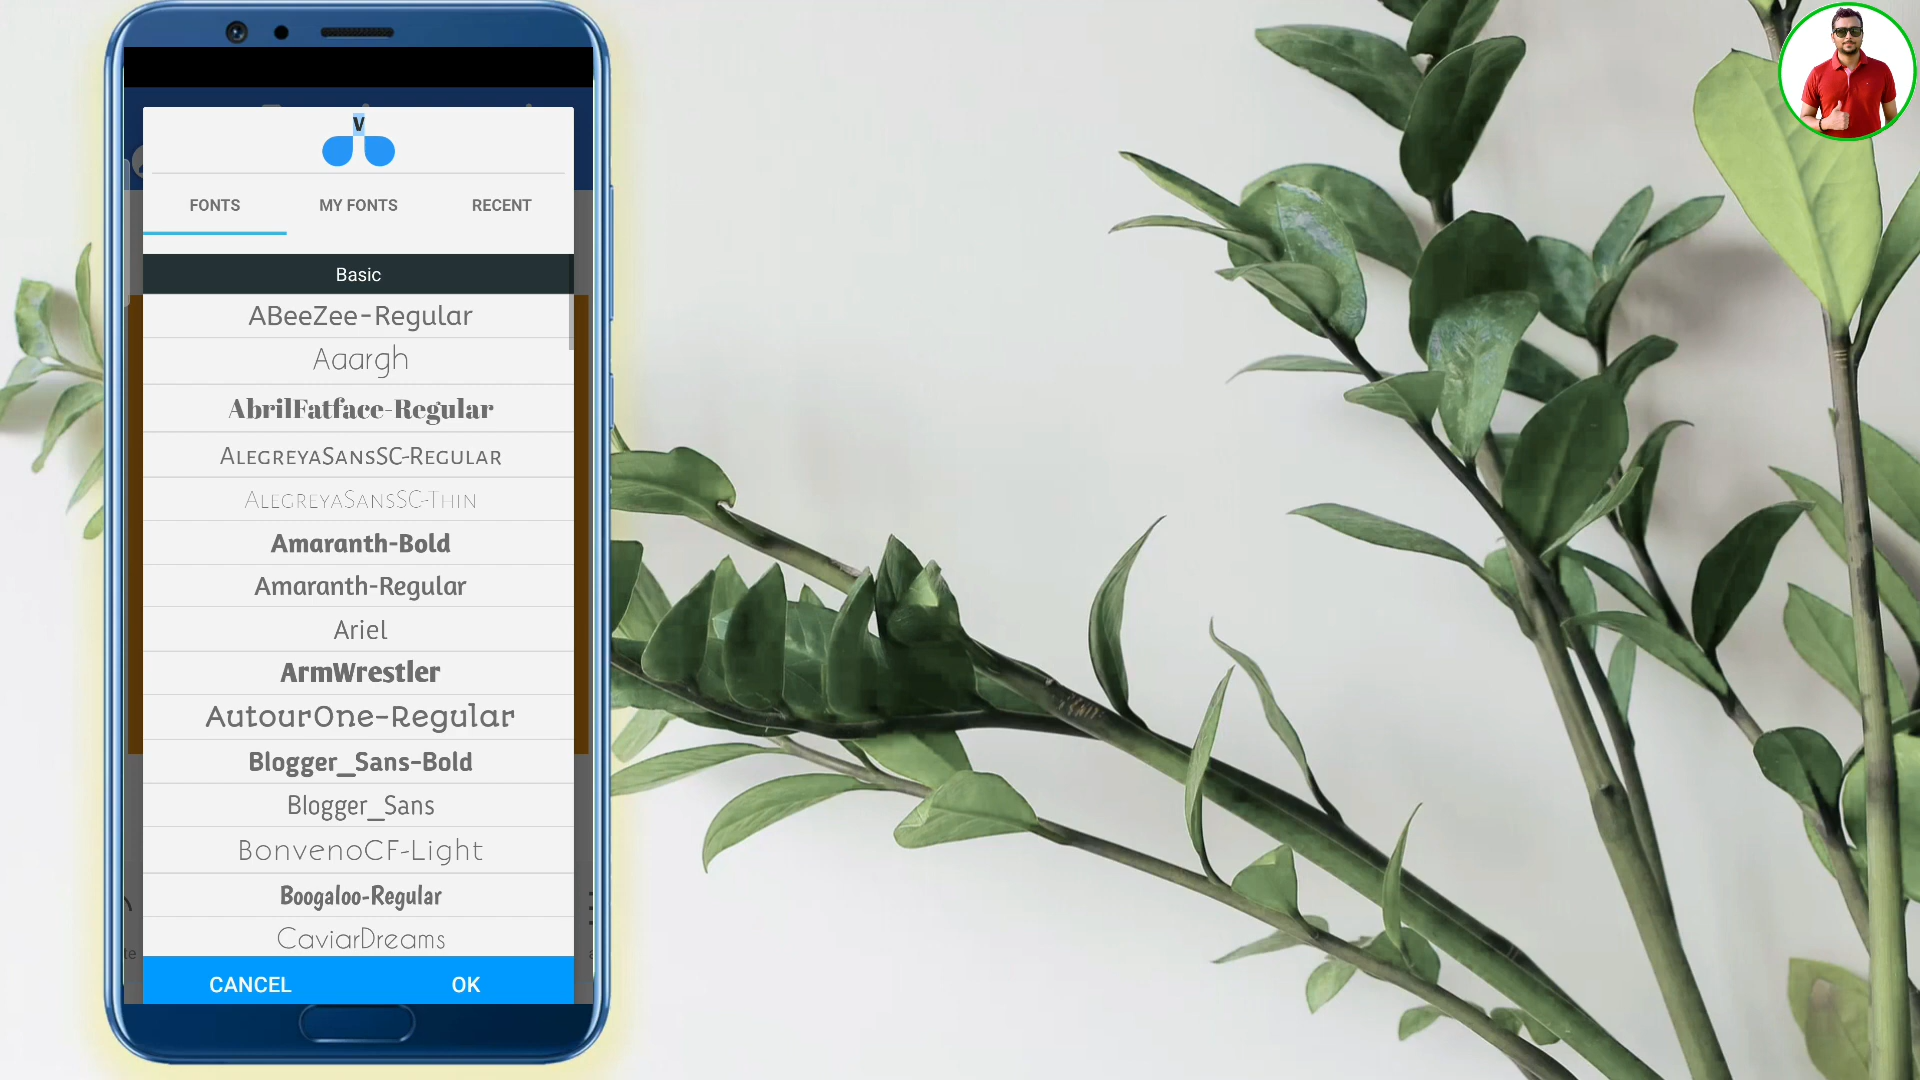 V
FONTS MY FONTS RECENT
Basic
ABeeZee-Regular
Aaargh
AbrilFatface-Regular
AlegreyaSansSC-Regular
AlegreyaSansSC-Thin
Amaranth-Bold
Amaranth-Regular
Ariel
ArmWrestler
AutourOne-Regular
Blogger_Sans-Bold
Blogger_Sans
BonvenoCF-Light
Boogaloo-Regular
CaviarDreams
CANCEL OK